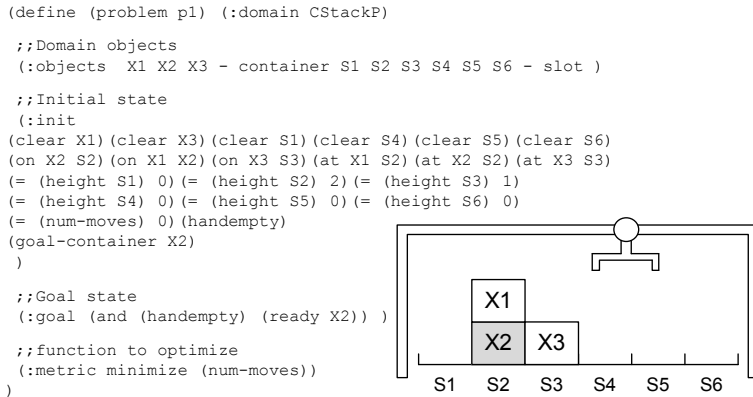 (define (problem p1) (:domain CStackP)
;;Domain objects
(:objects X1 X2 X3 - container S1 S2 S3 S4 S5 S6 - slot )
;;Initial state
(:init
(clear X1)(clear X3)(clear S1)(clear S4)(clear S5)(clear S6)
(on X2 S2)(on X1 X2)(on X3 S3)(at X1 S2)(at X2 S2)(at X3 S3)
(= (height S1) 0)(= (height S2) 2)(= (height S3) 1)
(= (height S4) 0)(= (height S5) 0)(= (height S6) 0)
(= (num-moves) 0)(handempty)
(goal-container X2)
)
;;Goal state
(:goal (and (handempty) (ready X2)) )
;;function to optimize
(:metric minimize (num-moves))
)
X1
X2 X3
S1 S2 S3 S4 S5 S6